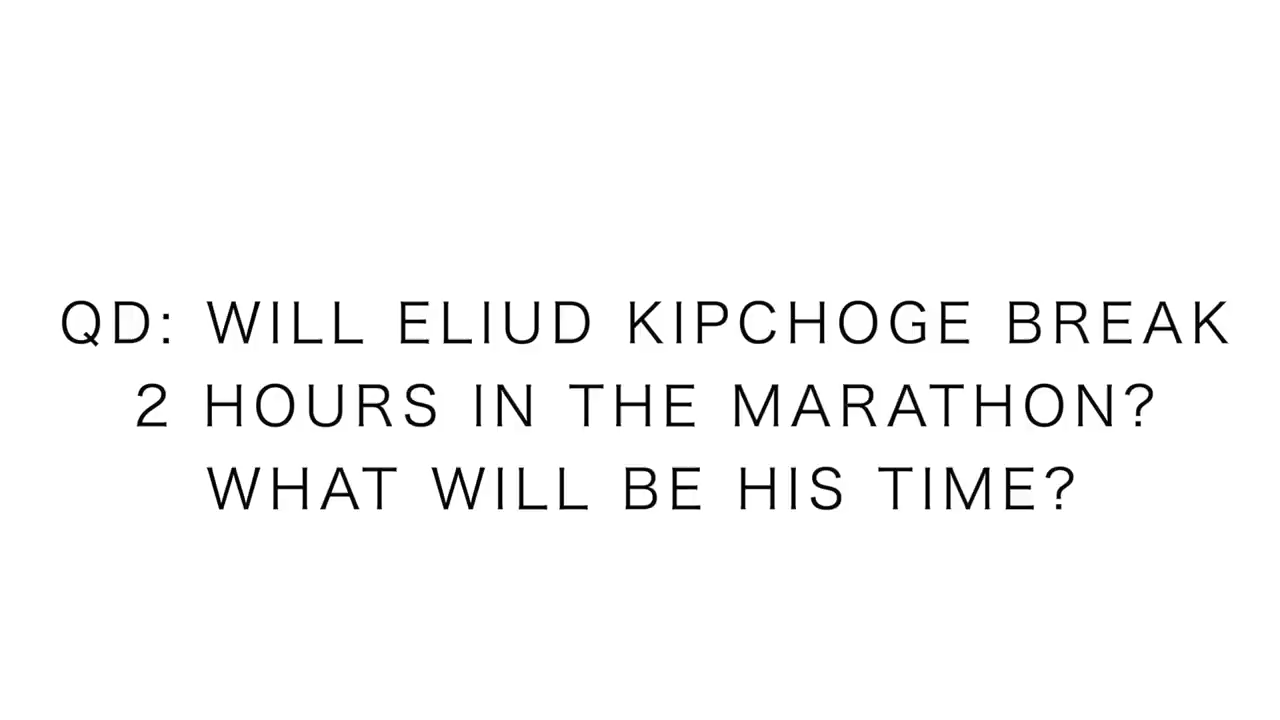 QD: WILL ELIUD KIPCHOGE BREAK
2 HOURS IN THE MARATHON?
WHAT WILL BE HIS TIME?